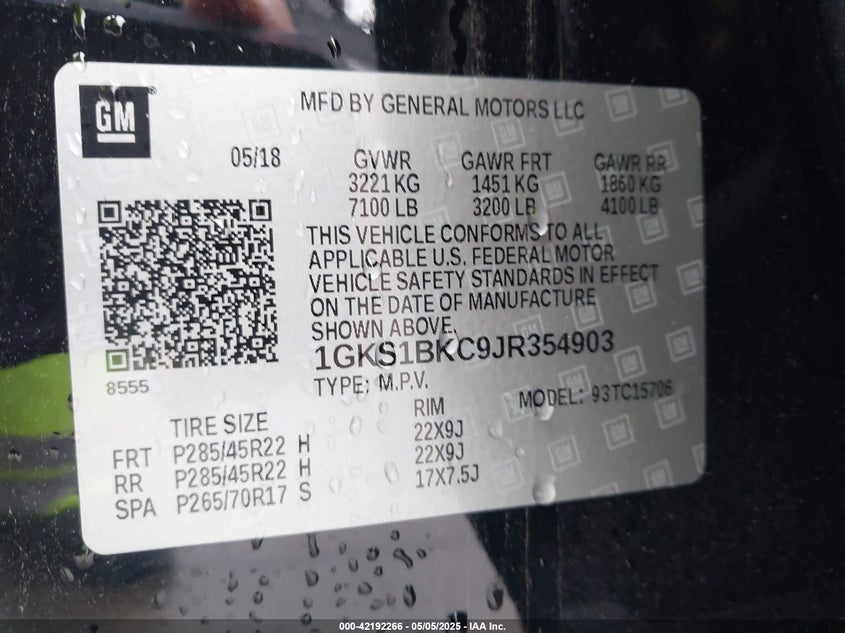 GM
MFD BY GENERAL MOTORS LLC
05/18 GVWR GAWR FRT GAWR RR
3221 KG 1451 KG 1860 KG
7100 LB 3200 LB 4100 LB
THIS VEHICLE CONFORMS TO ALL
APPLICABLE U.S. FEDERAL MOTOR
VEHICLE SAFETY STANDARDS IN EFFECT
ON THE DATE OF MANUFACTURE
SHOWN ABOVE.
1GKS1BKC9JR354903
8555
TYPE: M.P.V. MODEL: 93TC15706
TIRE SIZE RIM
FRT P285/45R22 H 22X9J
RR P285/45R22 H 22X9J
SPA P265/70R17 S 17X7.5J
000-42192266 - 05/05/2025 - IAA Inc.